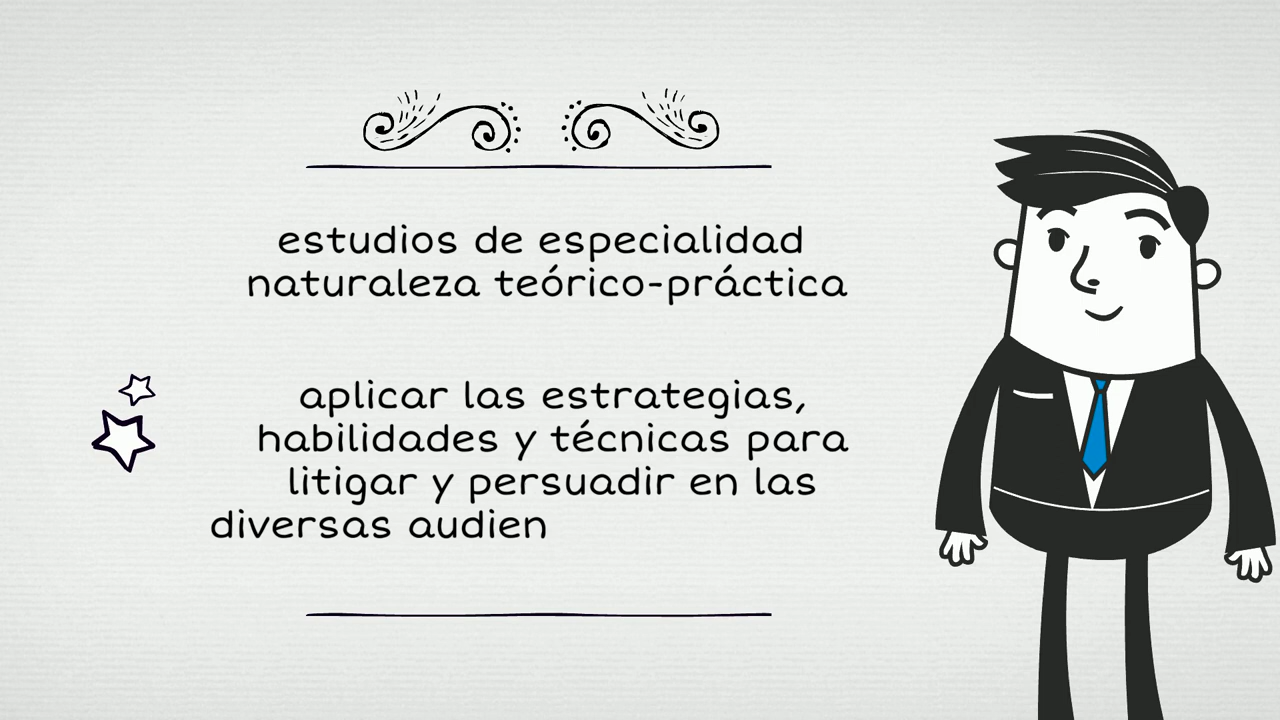 estudios de especialidad
naturaleza teórico-práctica
aplicar las estrategias,
habilidades y técnicas para
litigar y persuadir en las
diversas audien